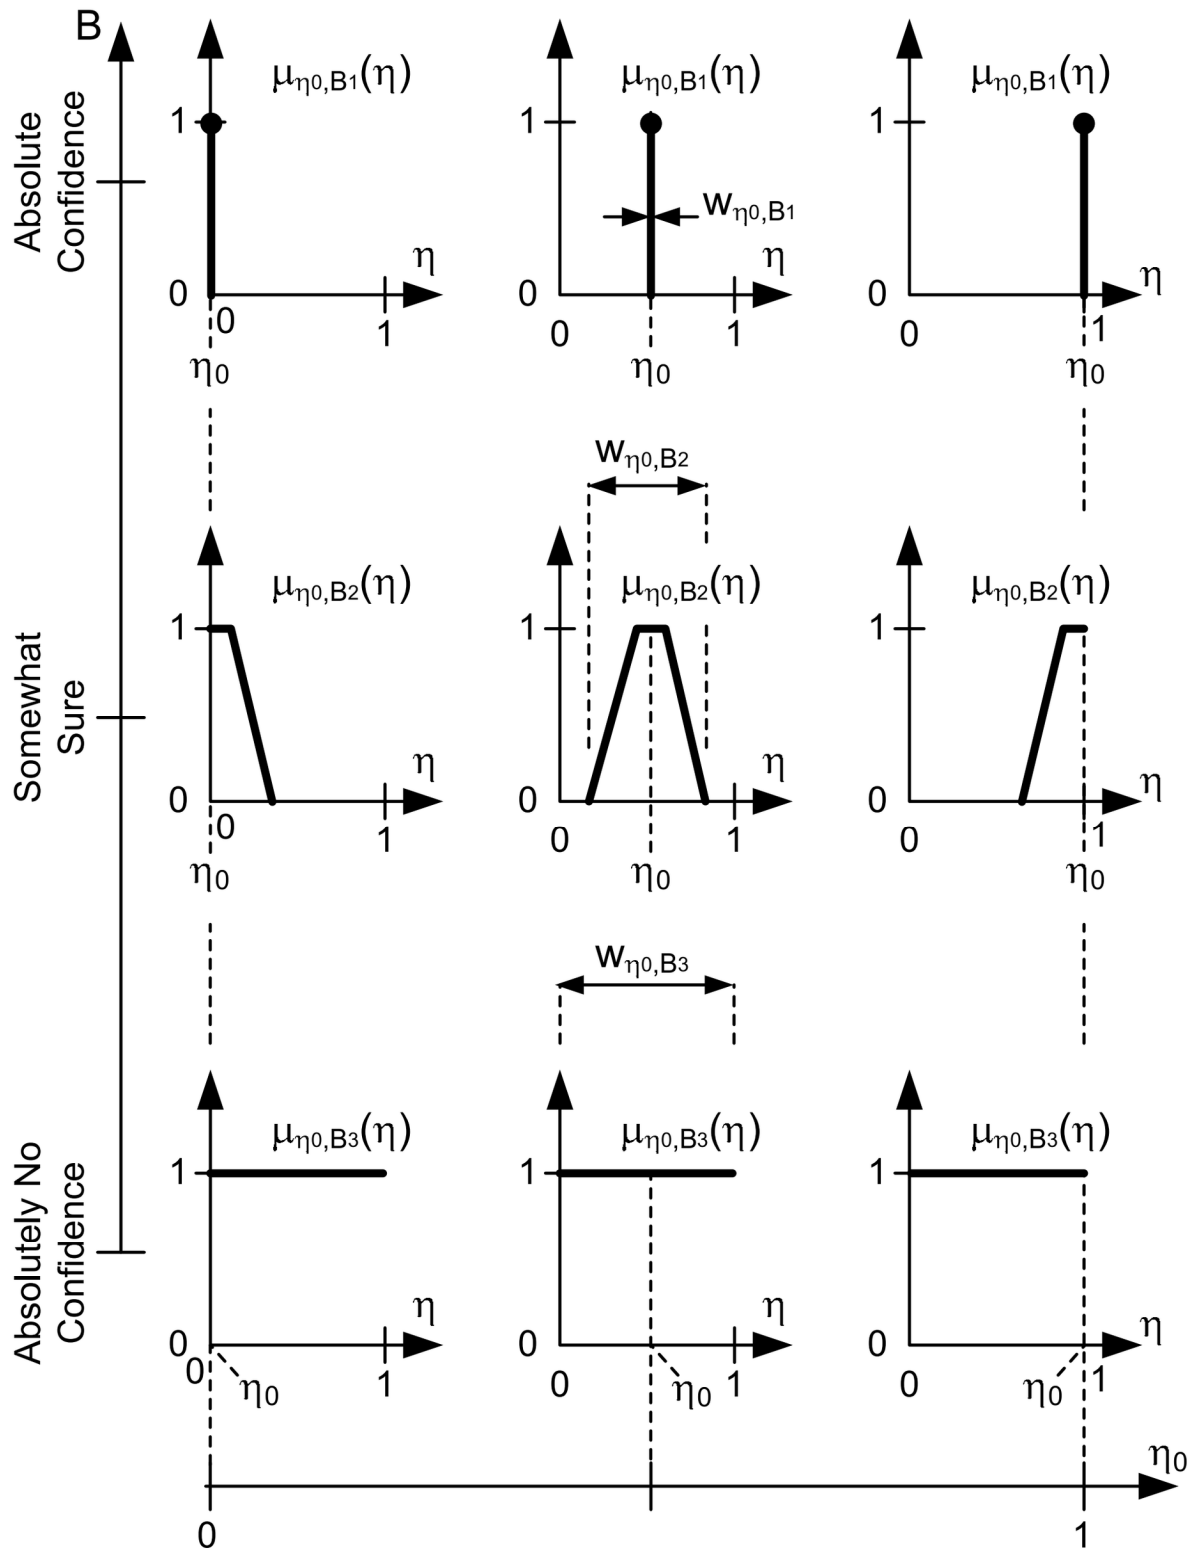 B
Absolute
Confidence
μη0,B1(η) μη0,B1(η) μη0,B1(η)
1 1 1
wη0,B1
η η η
0 0 0
0 1 0 1 0 1
η0 η0 η0
wη0,B2
Somewhat
Sure
μη0,B2(η) μη0,B2(η) μη0,B2(η)
1 1 1
η η η
0 0 0
0 1 0 1 0 1
η0 η0 η0
wη0,B3
Absolutely No
Confidence
μη0,B3(η) μη0,B3(η) μη0,B3(η)
1 1 1
η η η
0 0 0
0 1 0 1 0 1
η0 η0 η0
η0
0 1